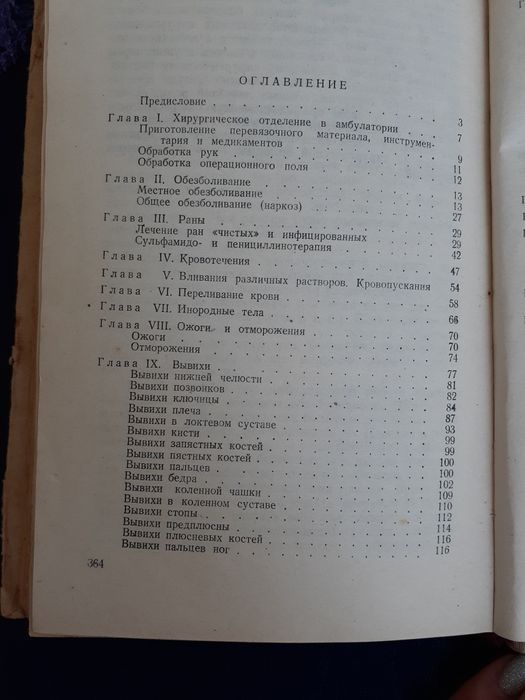 ОГЛАВЛЕНИЕ
Предисловие . . . 3
Глава I. Хирургическое отделение в амбулатории . . . 7
Приготовление перевязочного материала, инструмен-
тария и медикаментов . . . 9
Обработка рук . . . 11
Обработка операционного поля . . . 12
Глава II. Обезболивание . . . 13
Местное обезболивание . . . 13
Общее обезболивание (наркоз) . . . 27
Глава III. Раны . . . 29
Лечение ран «чистых» и инфицированных . . . 29
Сульфамидо- и пенициллинотерапия . . . 42
Глава IV. Кровотечения . . . 47
Глава V. Вливания различных растворов. Кровопускания 54
Глава VI. Переливание крови . . . 58
Глава VII. Инородные тела . . . 66
Глава VIII. Ожоги и отморожения . . . 70
Ожоги . . . 70
Отморожения . . . 74
Глава IX. Вывихи . . . 77
Вывихи нижней челюсти . . . 81
Вывихи позвонков . . . 82
Вывихи ключицы . . . 84
Вывихи плеча . . . 87
Вывихи в локтевом суставе . . . 93
Вывихи кисти . . . 99
Вывихи запястных костей . . . 99
Вывихи пястных костей . . . 100
Вывихи пальцев . . . 100
Вывихи бедра . . . 102
Вывихи коленной чашки . . . 109
Вывихи в коленном суставе . . . 110
Вывихи стопы . . . 112
Вывихи предплюсны . . . 114
Вывихи плюсневых костей . . . 116
Вывихи пальцев ног . . . 116
364